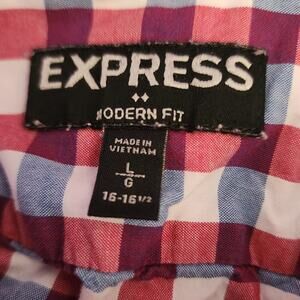 EXPRESS
MODERN FIT
MADE IN
VIETNAM
L
G
16-16 1/2